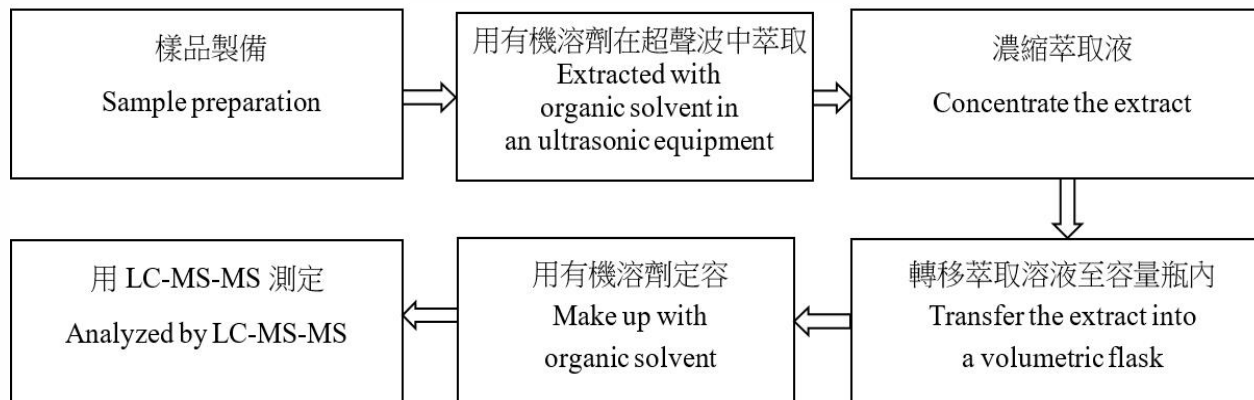 樣品製備
Sample preparation
用有機溶劑在超聲波中萃取
Extracted with
organic solvent in
an ultrasonic equipment
濃缩萃取液
Concentrate the extract
轉移萃取溶液至容量瓶內
Transfer the extract into
a volumetric flask
用有機溶劑定容
Make up with
organic solvent
用 LC-MS-MS 測定
Analyzed by LC-MS-MS